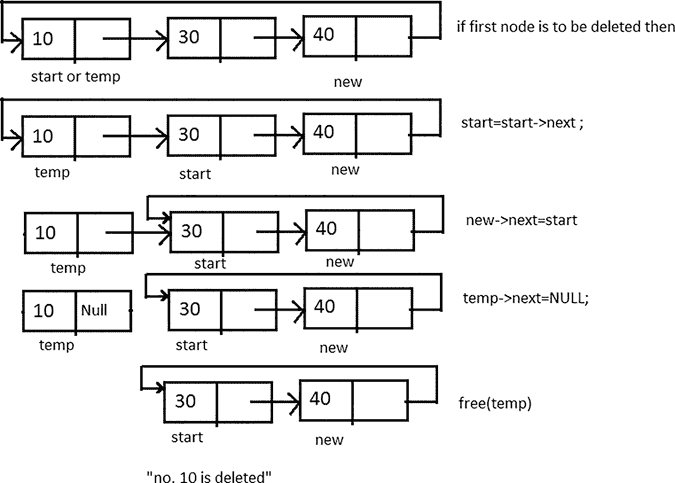 10 30 40 if first node is to be deleted then
start or temp new
10 30 40 start=start->next ;
temp start new
10 30 40 new->next=start
temp start new
10 Null 30 40 temp->next=NULL;
temp start new
30 40 free(temp)
start new
"no. 10 is deleted"